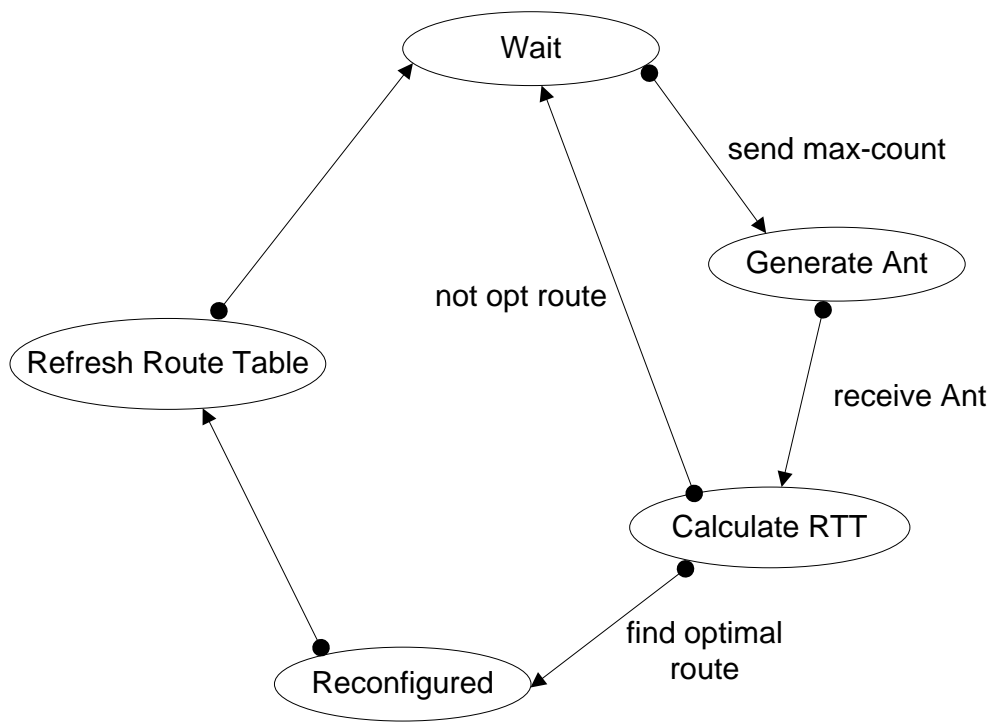 Wait
send max-count
Generate Ant
not opt route
Refresh Route Table
receive Ant
Calculate RTT
find optimal
route
Reconfigured